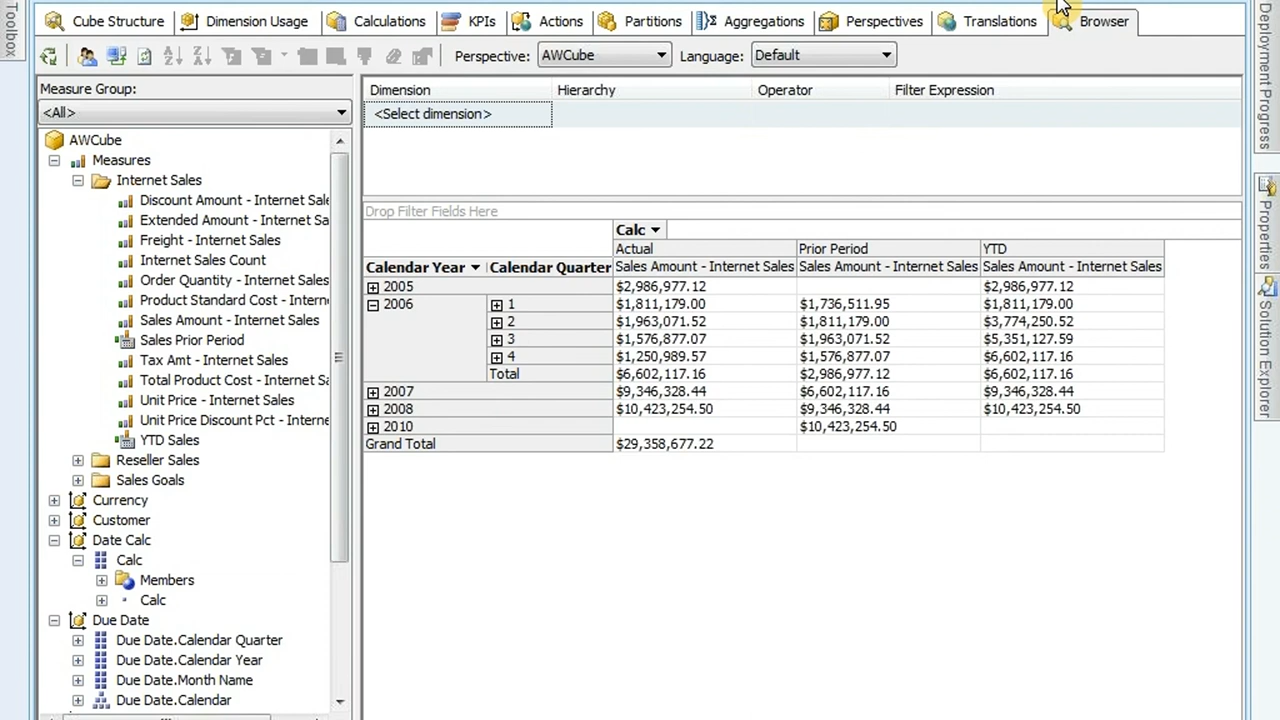 Toolbox
Cube Structure Dimension Usage Calculations KPIs Actions Partitions Aggregations Perspectives Translations Browser
Perspective: AWCube Language: Default
Measure Group:
<All>
AWCube
Measures
Internet Sales
Discount Amount - Internet Sale
Extended Amount - Internet Sa
Freight - Internet Sales
Internet Sales Count
Order Quantity - Internet Sales
Product Standard Cost - Intern
Sales Amount - Internet Sales
Sales Prior Period
Tax Amt - Internet Sales
Total Product Cost - Internet Sa
Unit Price - Internet Sales
Unit Price Discount Pct - Interne
YTD Sales
Reseller Sales
Sales Goals
Currency
Customer
Date Calc
Calc
Members
Calc
Due Date
Due Date.Calendar Quarter
Due Date.Calendar Year
Due Date.Month Name
Due Date.Calendar
Dimension Hierarchy Operator Filter Expression
<Select dimension>
Drop Filter Fields Here
Calc
Actual Prior Period YTD
Calendar Year Calendar Quarter Sales Amount - Internet Sales Sales Amount - Internet Sales Sales Amount - Internet Sales
2005 $2,986,977.12 $2,986,977.12
2006 1 $1,811,179.00 $1,736,511.95 $1,811,179.00
2 $1,963,071.52 $1,811,179.00 $3,774,250.52
3 $1,576,877.07 $1,963,071.52 $5,351,127.59
4 $1,250,989.57 $1,576,877.07 $6,602,117.16
Total $6,602,117.16 $2,986,977.12 $6,602,117.16
2007 $9,346,328.44 $6,602,117.16 $9,346,328.44
2008 $10,423,254.50 $9,346,328.44 $10,423,254.50
2010 $10,423,254.50
Grand Total $29,358,677.22
Deployment Progress
Properties
Solution Explorer